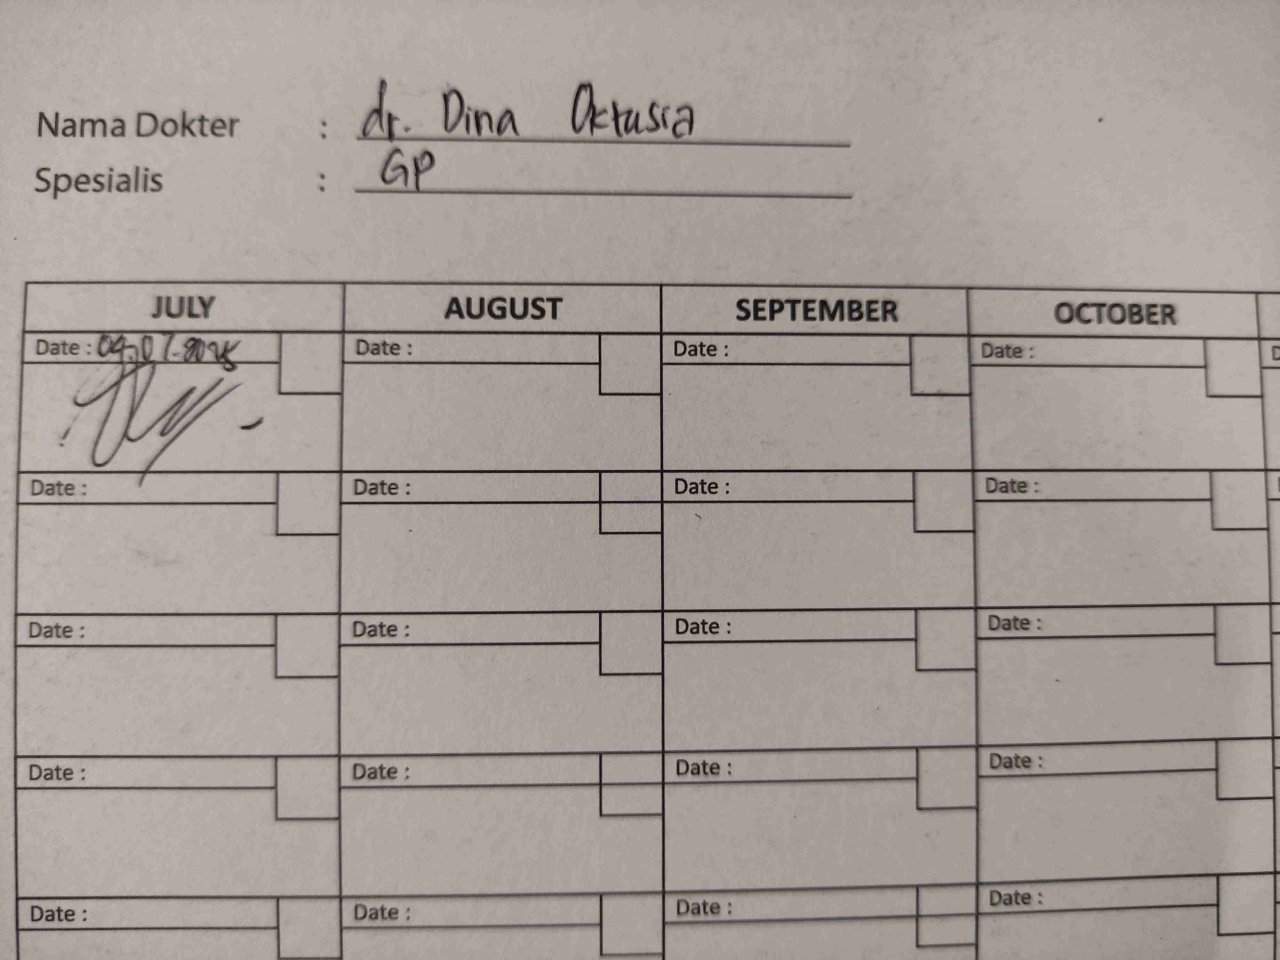 Nama Dokter : dr. Dina Oktusra
Spesialis : GP
JULY AUGUST SEPTEMBER OCTOBER
Date : 04.07.2025 Date : Date : Date :
Date : Date : Date : Date :
Date : Date : Date : Date :
Date : Date : Date : Date :
Date : Date : Date : Date :